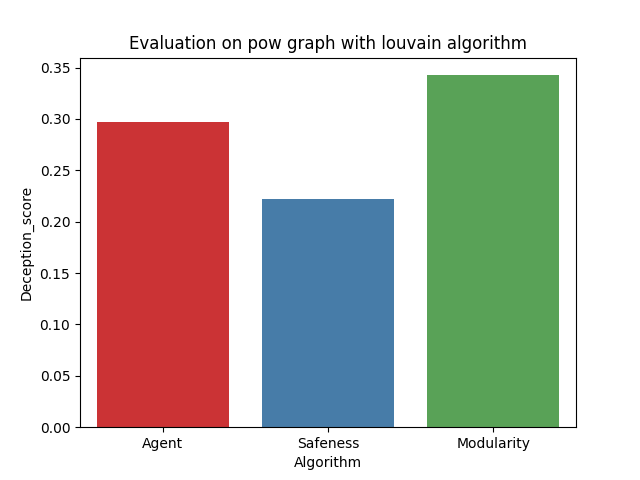 Evaluation on pow graph with louvain algorithm
Deception_score
0.35
0.30
0.25
0.20
0.15
0.10
0.05
0.00
Agent
Safeness
Modularity
Algorithm